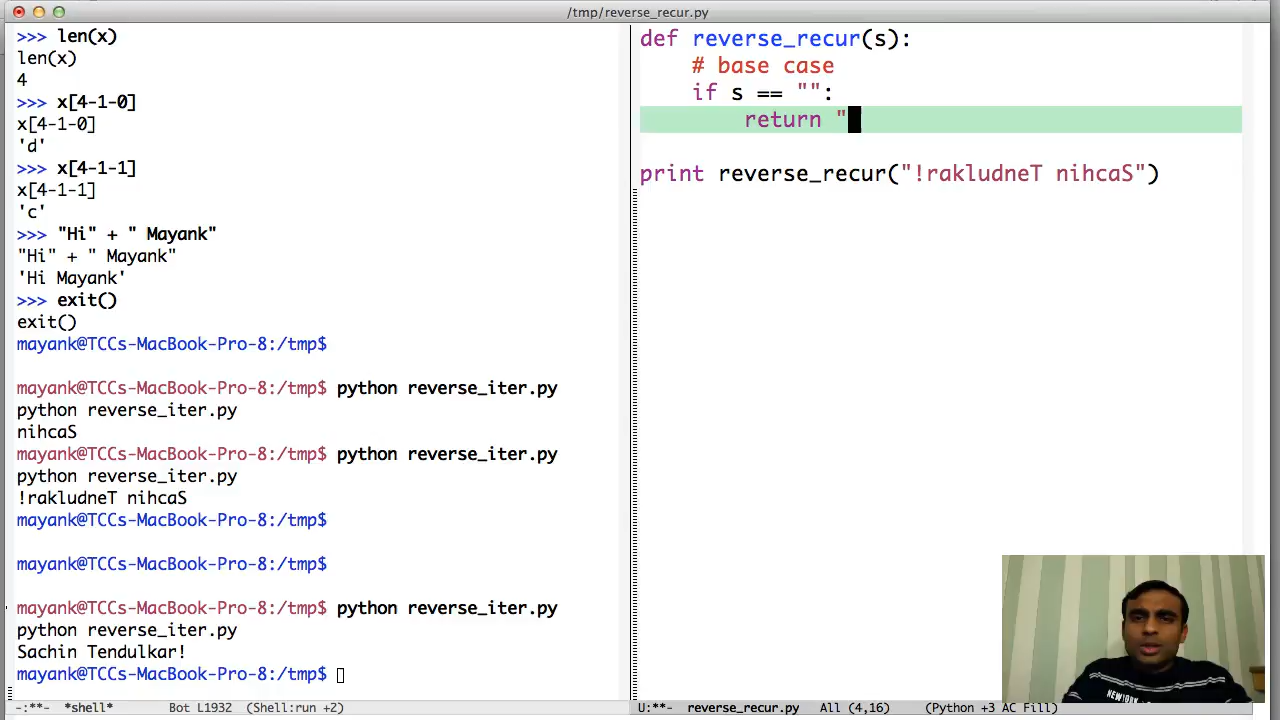 /tmp/reverse_recur.py
>>> len(x)
len(x)
4
>>> x[4-1-0]
x[4-1-0]
'd'
>>> x[4-1-1]
x[4-1-1]
'c'
>>> "Hi" + " Mayank"
"Hi" + " Mayank"
'Hi Mayank'
>>> exit()
exit()
mayank@TCCs-MacBook-Pro-8:/tmp$
mayank@TCCs-MacBook-Pro-8:/tmp$ python reverse_iter.py
python reverse_iter.py
nihcaS
mayank@TCCs-MacBook-Pro-8:/tmp$ python reverse_iter.py
python reverse_iter.py
!rakludneT nihcaS
mayank@TCCs-MacBook-Pro-8:/tmp$
mayank@TCCs-MacBook-Pro-8:/tmp$
mayank@TCCs-MacBook-Pro-8:/tmp$ python reverse_iter.py
python reverse_iter.py
Sachin Tendulkar!
mayank@TCCs-MacBook-Pro-8:/tmp$
-:**- *shell* Bot L1932 (Shell:run +2)
def reverse_recur(s):
# base case
if s == "":
return "
print reverse_recur("!rakludneT nihcaS")
U:**- reverse_recur.py All (4,16) (Python +3 AC Fill)